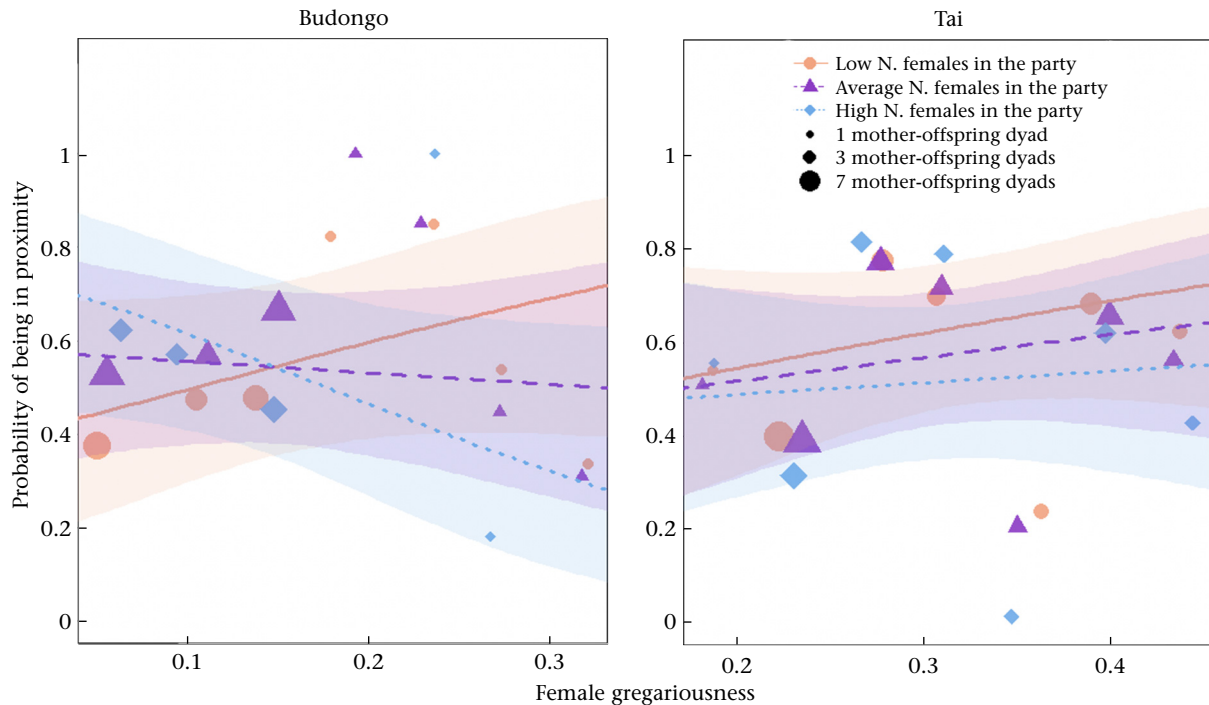 Budongo
Tai
Low N. females in the party
Average N. females in the party
High N. females in the party
1 mother-offspring dyad
3 mother-offspring dyads
7 mother-offspring dyads
Probability of being in proximity
1
0.8
0.6
0.4
0.2
0
1
0.8
0.6
0.4
0.2
0
0.1
0.2
0.3
0.2
0.3
0.4
Female gregariousness